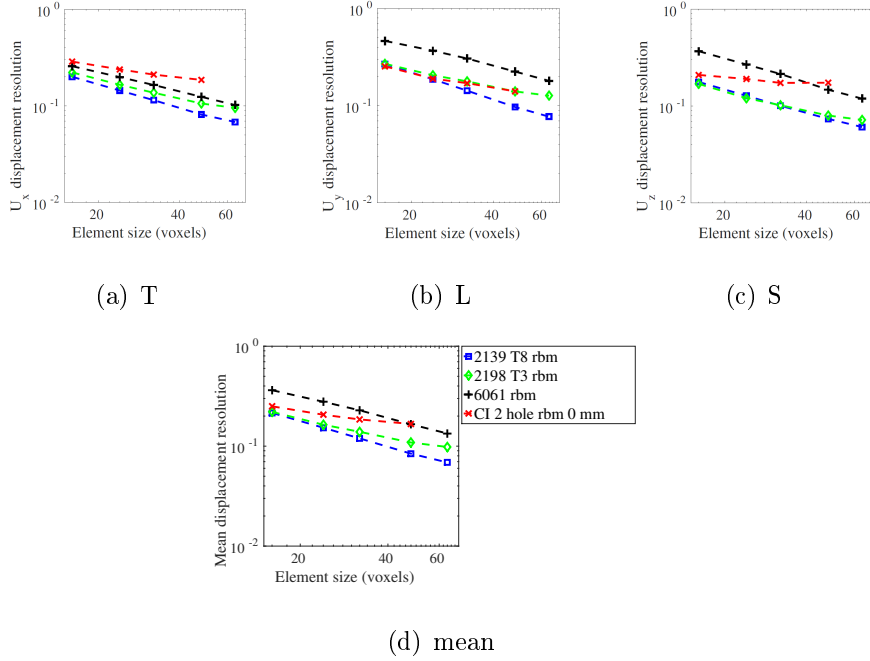 10^0
10^-1
10^-2
U_x displacement resolution
20 40 60
Element size (voxels)
(a) T
10^0
10^-1
10^-2
U_y displacement resolution
20 40 60
Element size (voxels)
(b) L
10^0
10^-1
10^-2
U_z displacement resolution
20 40 60
Element size (voxels)
(c) S
10^0
10^-1
10^-2
Mean displacement resolution
20 40 60
Element size (voxels)
2139 T8 rbm
2198 T3 rbm
6061 rbm
CI 2 hole rbm 0 mm
(d) mean